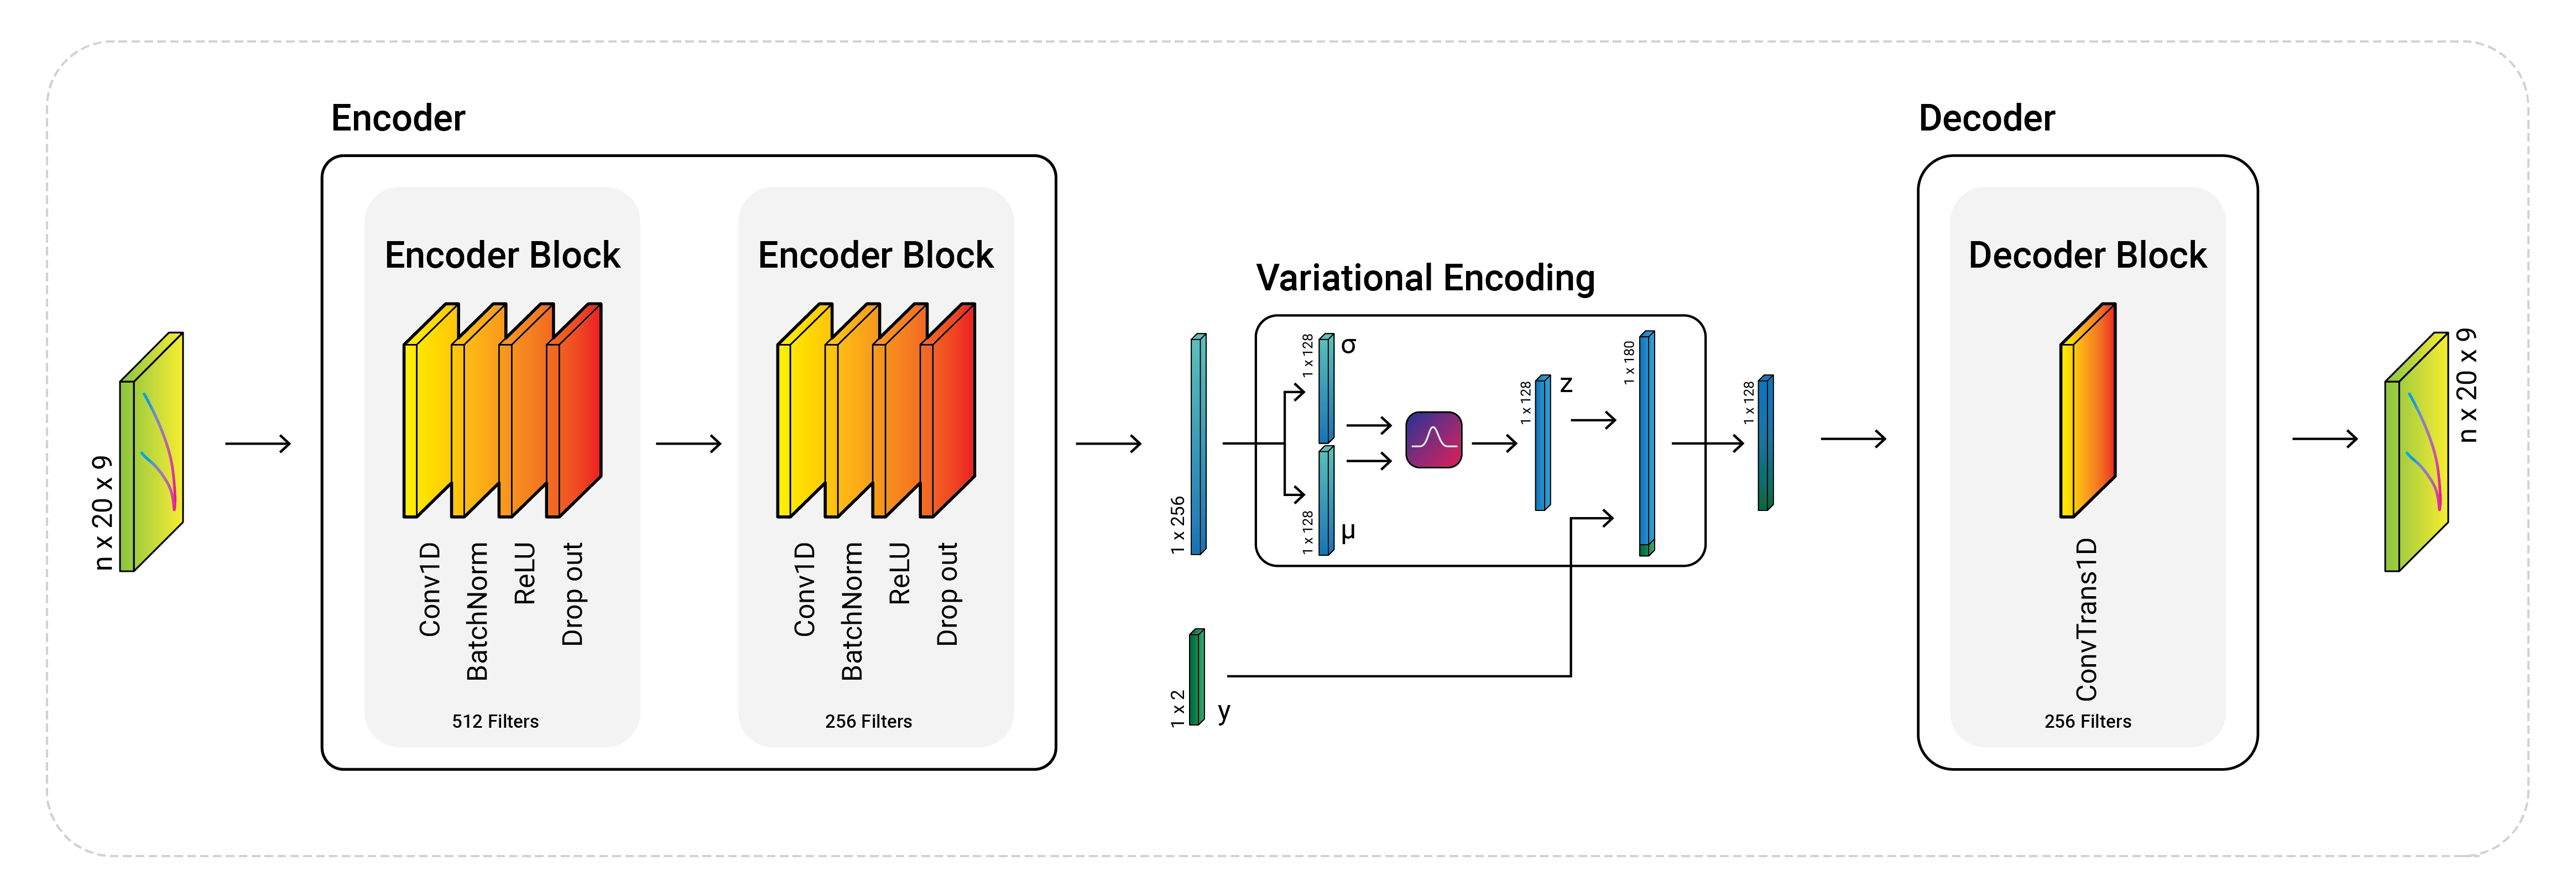 n x 20 x 9
Encoder
Encoder Block
Conv1D
BatchNorm
ReLU
Drop out
512 Filters
Encoder Block
Conv1D
BatchNorm
ReLU
Drop out
256 Filters
1 x 256
1 x 2
y
Variational Encoding
1 x 128
σ
1 x 128
μ
1 x 128
z
1 x 180
1 x 128
Decoder
Decoder Block
ConvTrans1D
256 Filters
n x 20 x 9